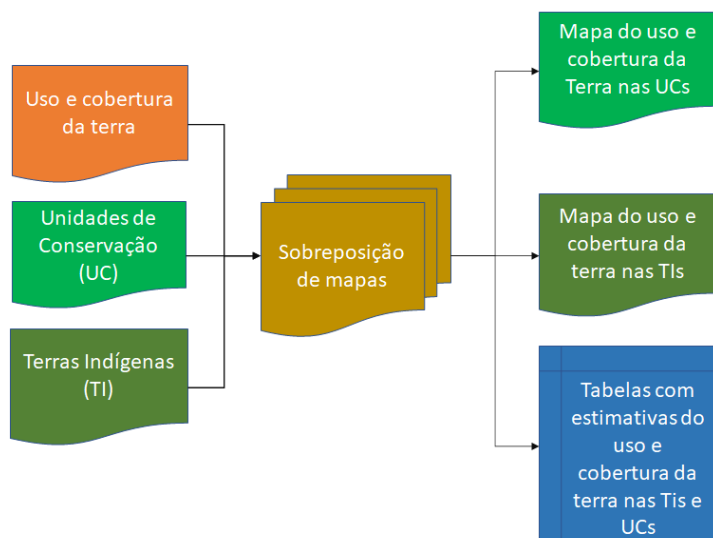 Uso e cobertura
da terra
Unidades de
Conservação
(UC)
Terras Indígenas
(TI)
Sobreposição
de mapas
Mapa do uso e
cobertura da
Terra nas UCs
Mapa do uso e
cobertura da
terra nas TIs
Tabelas com
estimativas do
uso e
cobertura da
terra nas Tis e
UCs